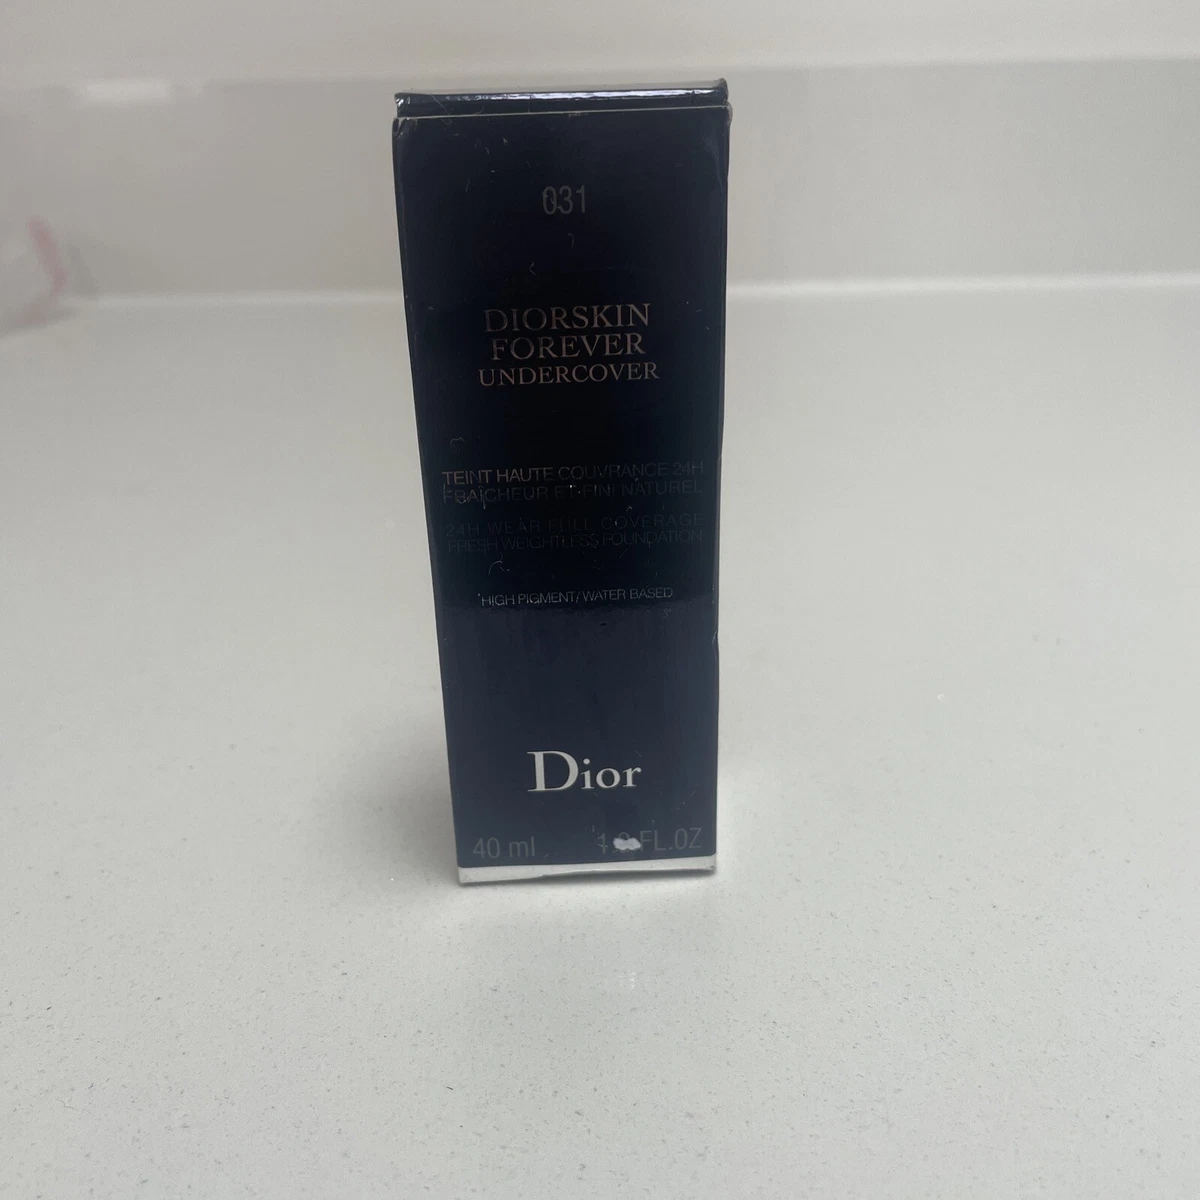 031
DIORSKIN
FOREVER
UNDERCOVER
TEINT HAUTE COUVRANCE 24H
FRAÎCHEUR ET FINI NATUREL
24H WEAR FULL COVERAGE
FRESH WEIGHTLESS FOUNDATION
HIGH PIGMENT/WATER BASED
Dior
40 ml FL.OZ